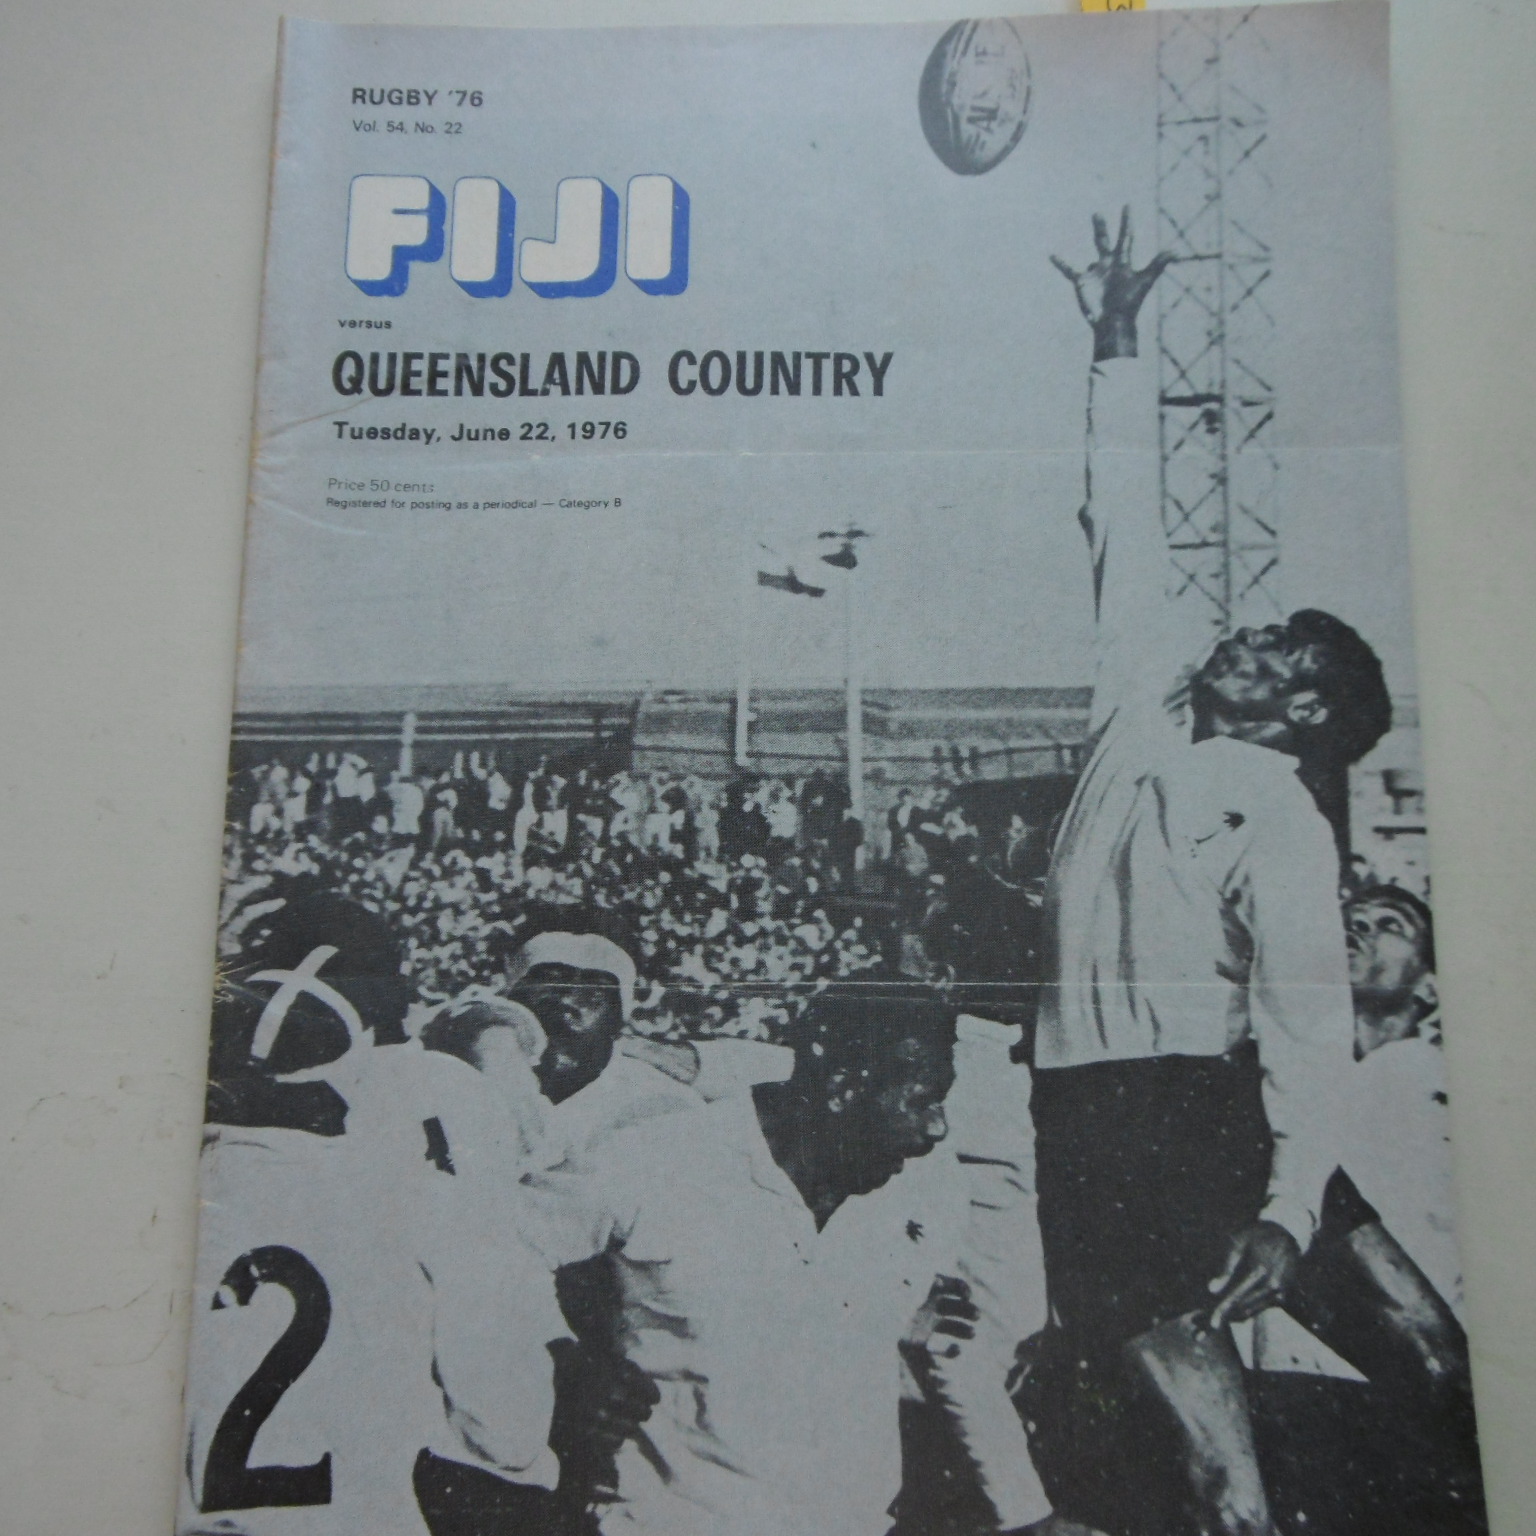 RUGBY '76
Vol. 54, No. 22
FIJI
versus
QUEENSLAND COUNTRY
Tuesday, June 22, 1976
Price 50 cents
Registered for posting as a periodical — Category B
2